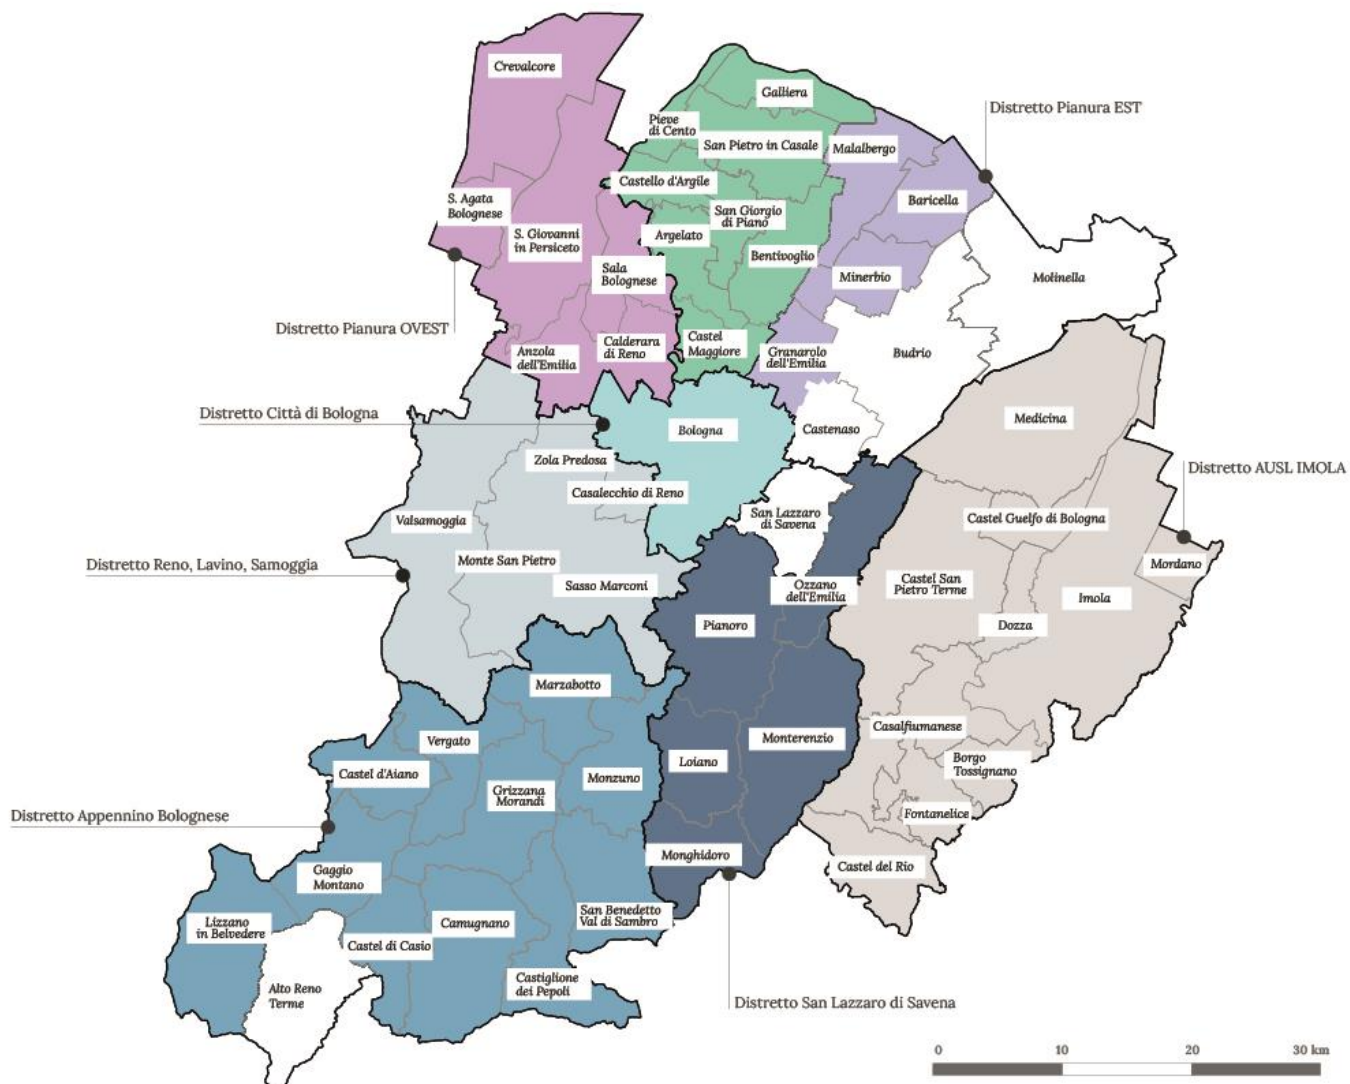 Crevalcore
Galliera
Distretto Pianura EST
Pieve
di Cento
San Pietro in Casale
Malalbergo
Castello d'Argile
S. Agata
Bolognese
Baricella
San Giorgio
di Piano
Argelato
S. Giovanni
in Persiceto
Bentivoglio
Sala
Bolognese
Minerbio
Molinella
Distretto Pianura OVEST
Anzola
dell'Emilia
Calderara
di Reno
Castel
Maggiore
Granarolo
dell'Emilia
Budrio
Distretto Città di Bologna
Bologna
Castenaso
Medicina
Zola Predosa
Distretto AUSL IMOLA
Casalecchio di Reno
Valsamoggia
San Lazzaro
di Savena
Castel Guelfo di Bologna
Distretto Reno, Lavino, Samoggia
Monte San Pietro
Sasso Marconi
Ozzano
dell'Emilia
Castel San
Pietro Terme
Mordano
Imola
Pianoro
Dozza
Marzabotto
Vergato
Monterenzio
Casalfiumanese
Castel d'Aiano
Loiano
Monzuno
Borgo
Tossignano
Grizzana
Morandi
Distretto Appennino Bolognese
Fontanelice
Monghidoro
Castel del Rio
Gaggio
Montano
Lizzano
in Belvedere
Camugnano
San Benedetto
Val di Sambro
Castel di Casio
Alto Reno
Terme
Castiglione
dei Pepoli
Distretto San Lazzaro di Savena
0 10 20 30 km